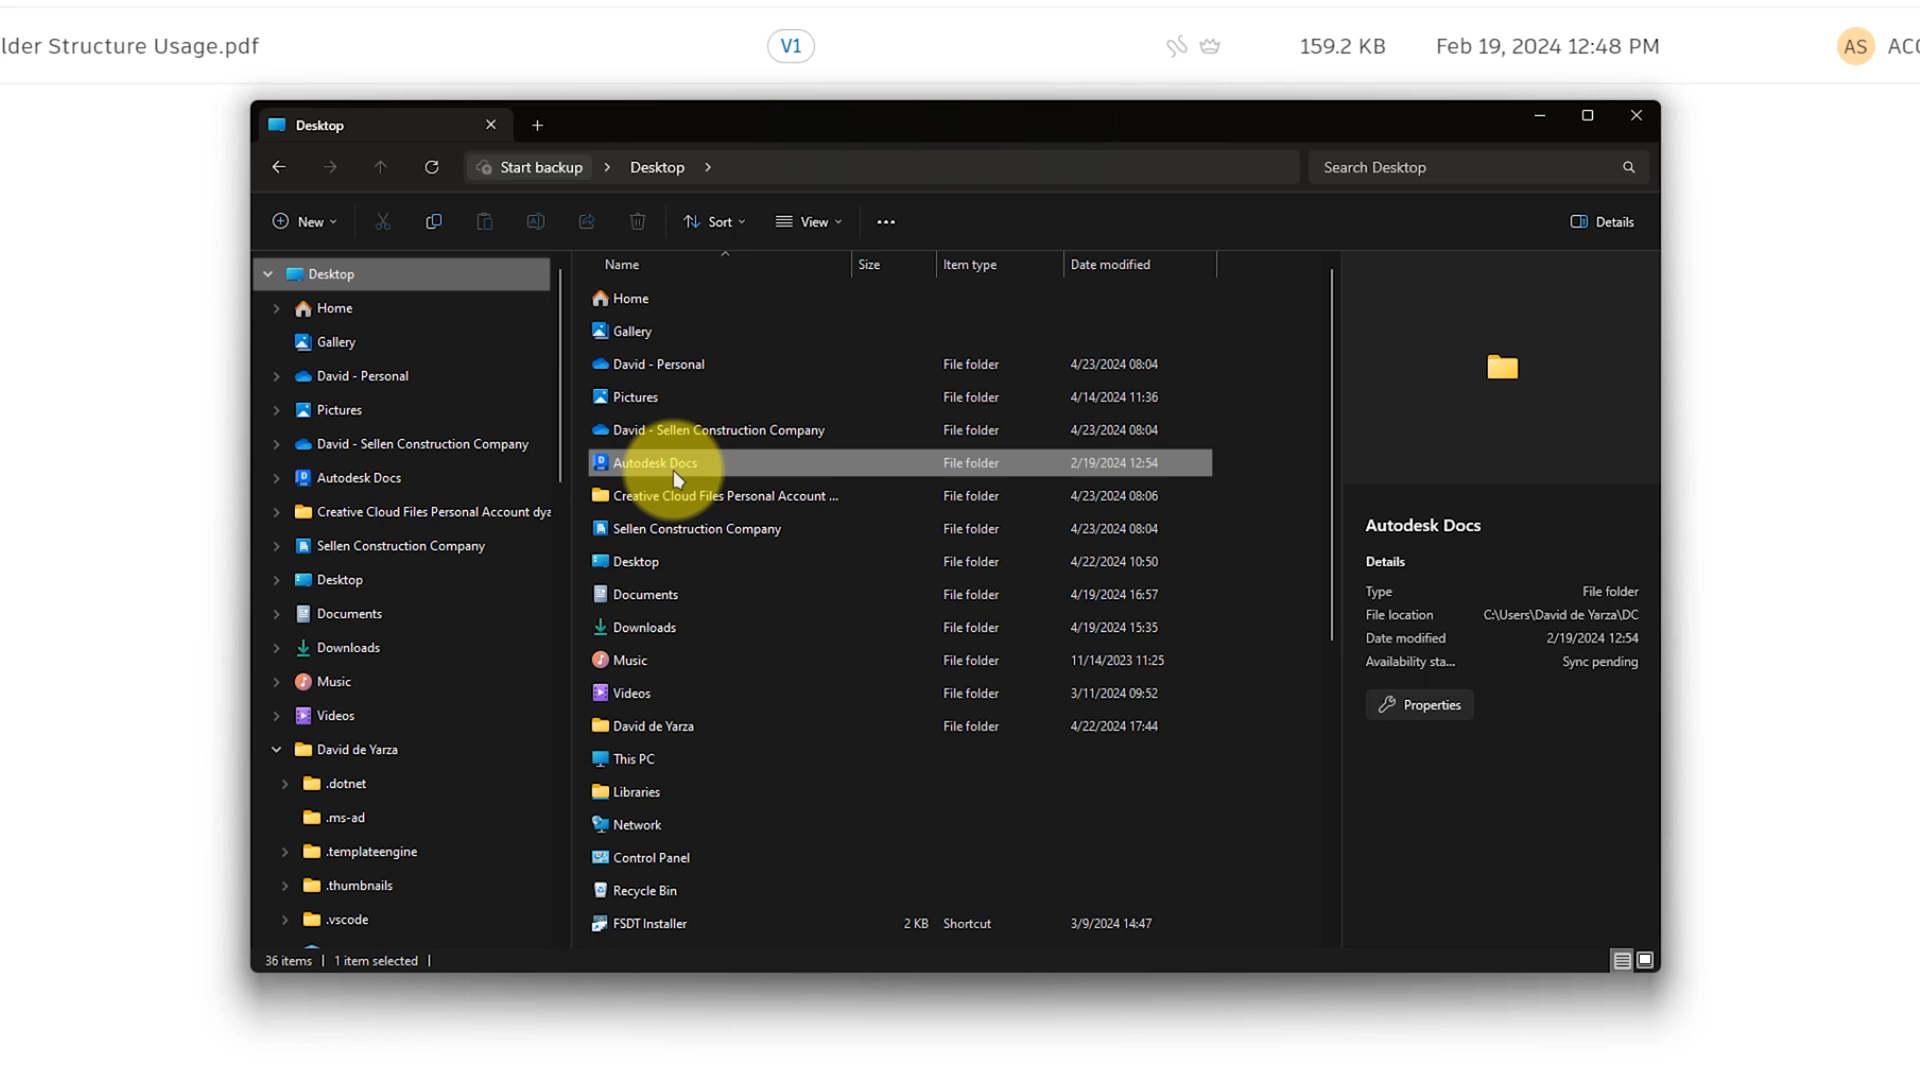 lder Structure Usage.pdf V1 159.2 KB Feb 19, 2024 12:48 PM AS ACC
Desktop
Start backup > Desktop > Search Desktop
New Sort View ... Details
Desktop
Home
Gallery
David - Personal
Pictures
David - Sellen Construction Company
Autodesk Docs
Creative Cloud Files Personal Account dya
Sellen Construction Company
Desktop
Documents
Downloads
Music
Videos
David de Yarza
.dotnet
.ms-ad
.templateengine
.thumbnails
.vscode
Name Size Item type Date modified
Home
Gallery
David - Personal File folder 4/23/2024 08:04
Pictures File folder 4/14/2024 11:36
David - Sellen Construction Company File folder 4/23/2024 08:04
Autodesk Docs File folder 2/19/2024 12:54
Creative Cloud Files Personal Account ... File folder 4/23/2024 08:06
Sellen Construction Company File folder 4/23/2024 08:04
Desktop File folder 4/22/2024 10:50
Documents File folder 4/19/2024 16:57
Downloads File folder 4/19/2024 15:35
Music File folder 11/14/2023 11:25
Videos File folder 3/11/2024 09:52
David de Yarza File folder 4/22/2024 17:44
This PC
Libraries
Network
Control Panel
Recycle Bin
FSDT Installer 2 KB Shortcut 3/9/2024 14:47
Autodesk Docs
Details
Type File folder
File location C:\Users\David de Yarza\DC
Date modified 2/19/2024 12:54
Availability sta... Sync pending
Properties
36 items | 1 item selected |